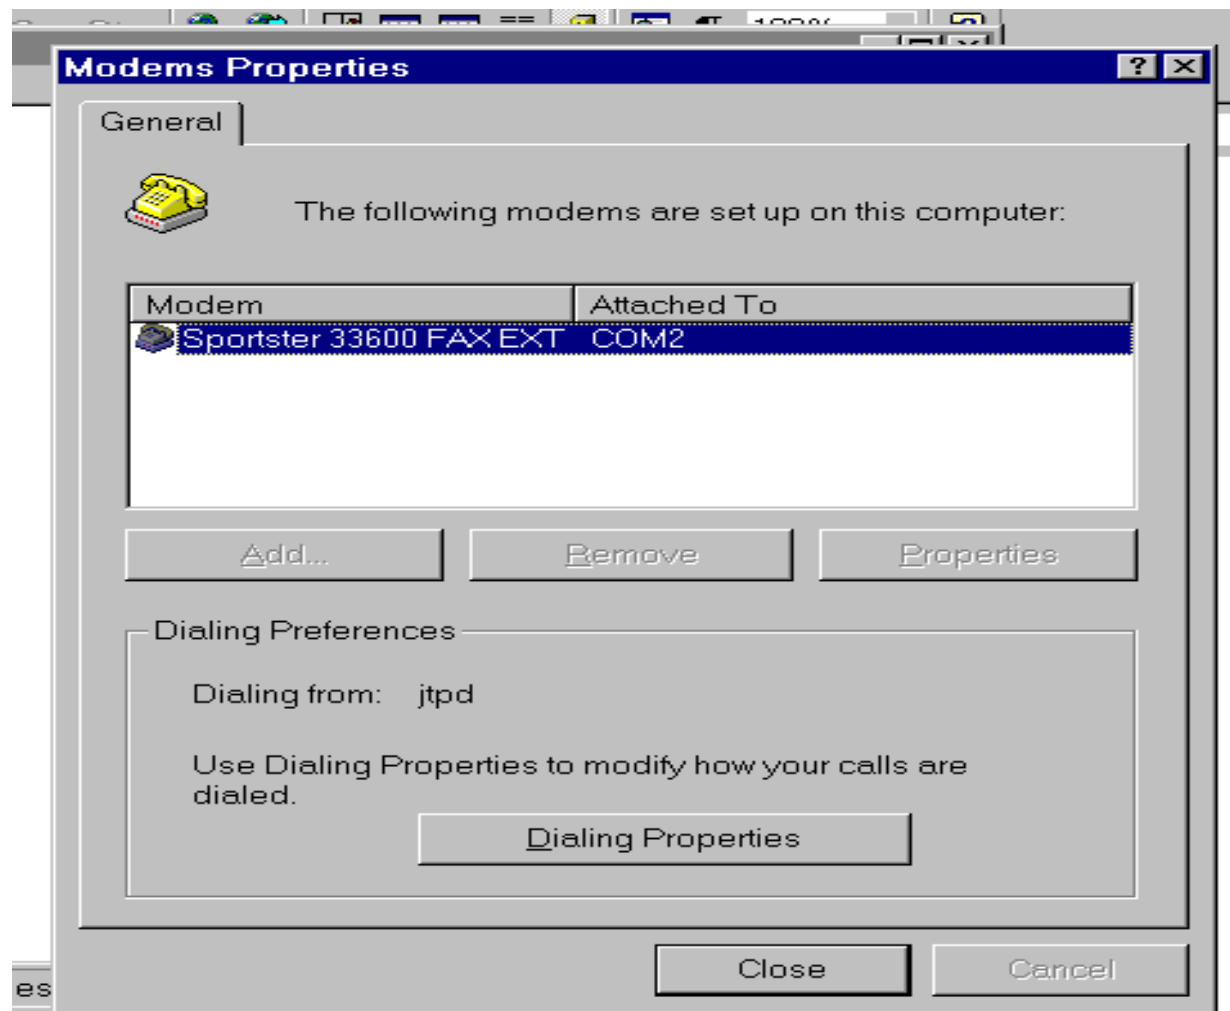 Modems Properties
General
The following modems are set up on this computer:
Modem Attached To
Sportster 33600 FAX EXT COM2
Add... Remove Properties
Dialing Preferences
Dialing from: jtpd
Use Dialing Properties to modify how your calls are
dialed.
Dialing Properties
Close Cancel
es